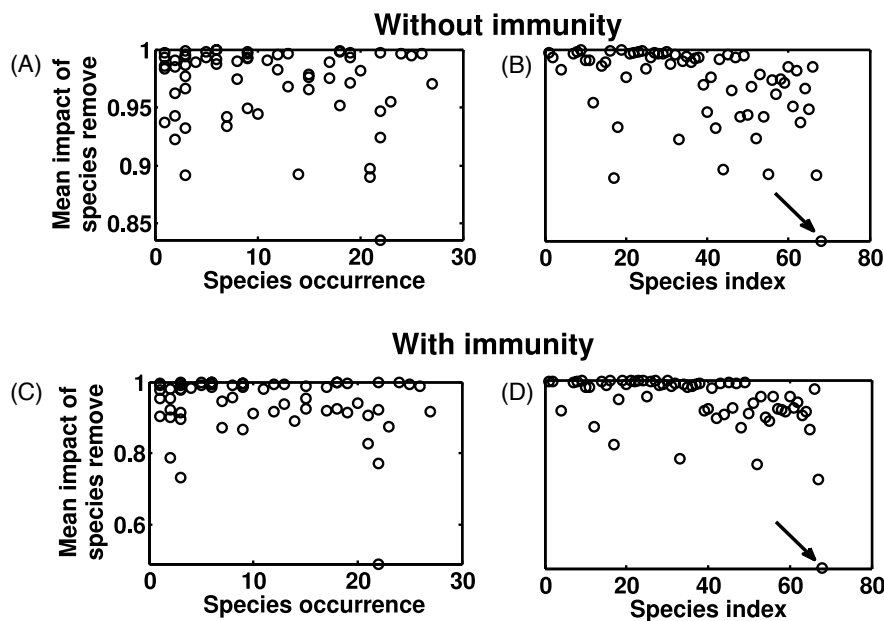 Without immunity
(A)
Mean impact of
species remove
1
0.95
0.9
0.85
0
10
20
30
Species occurrence
(B)
0
20
40
60
80
Species index
With immunity
(C)
Mean impact of
species remove
1
0.8
0.6
0
10
20
30
Species occurrence
(D)
0
20
40
60
80
Species index